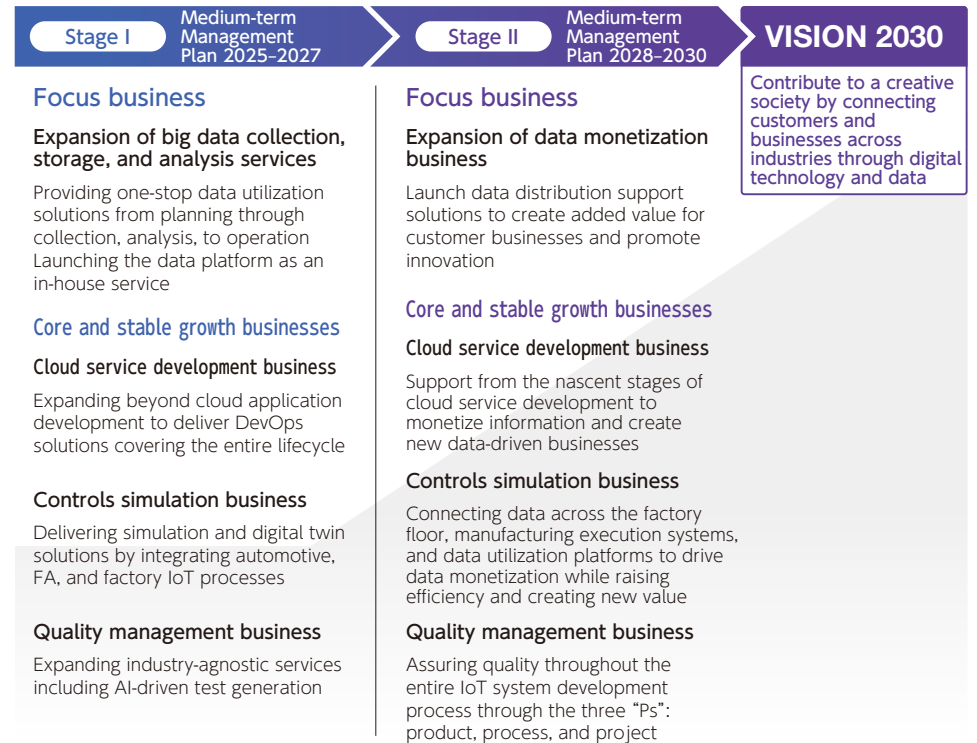 Stage I
Medium-term
Management
Plan 2025–2027
Stage II
Medium-term
Management
Plan 2028–2030
VISION 2030
Contribute to a creative
society by connecting
customers and
businesses across
industries through digital
technology and data
Focus business
Expansion of big data collection,
storage, and analysis services
Providing one-stop data utilization
solutions from planning through
collection, analysis, to operation
Launching the data platform as an
in-house service
Core and stable growth businesses
Cloud service development business
Expanding beyond cloud application
development to deliver DevOps
solutions covering the entire lifecycle
Controls simulation business
Delivering simulation and digital twin
solutions by integrating automotive,
FA, and factory IoT processes
Quality management business
Expanding industry-agnostic services
including AI-driven test generation
Focus business
Expansion of data monetization
business
Launch data distribution support
solutions to create added value for
customer businesses and promote
innovation
Core and stable growth businesses
Cloud service development business
Support from the nascent stages of
cloud service development to
monetize information and create
new data-driven businesses
Controls simulation business
Connecting data across the factory
floor, manufacturing execution systems,
and data utilization platforms to drive
data monetization while raising
efficiency and creating new value
Quality management business
Assuring quality throughout the
entire IoT system development
process through the three “Ps”:
product, process, and project